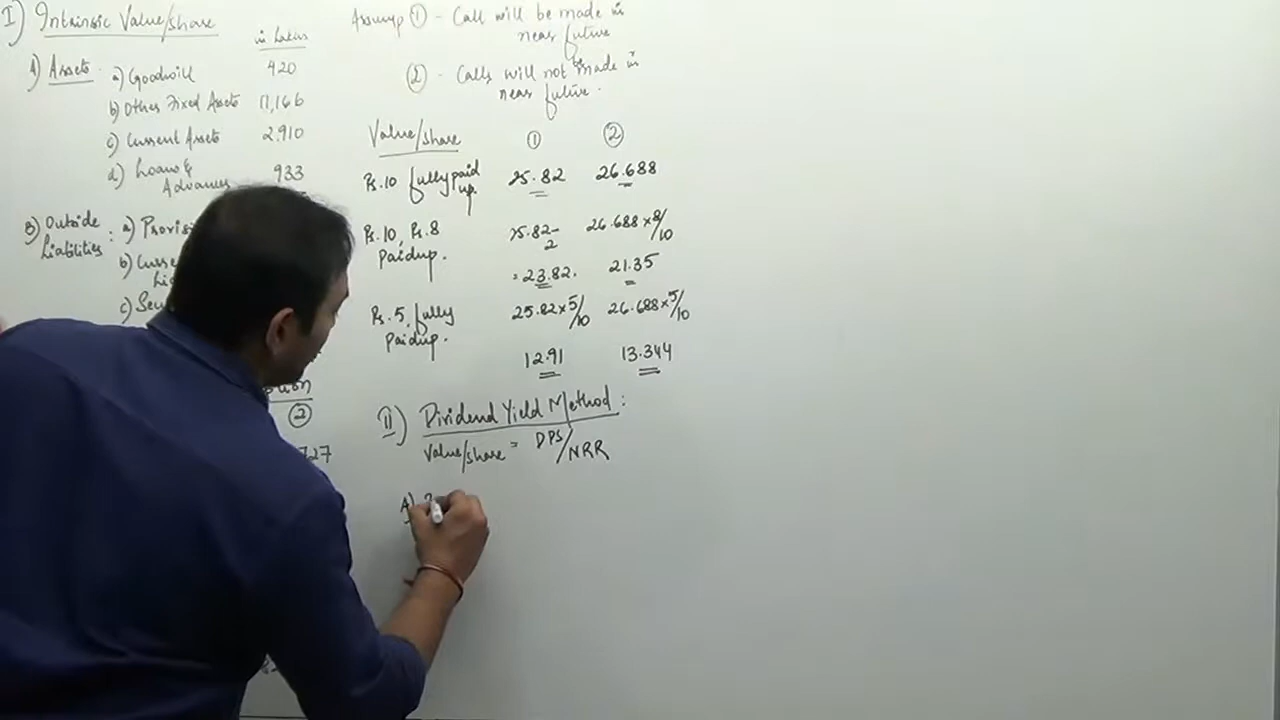 I) Intrinsic Value/share
in Lakhs
A) Assets. a) Goodwill 420
b) Other Fixed Assets 11,166
c) Current Assets 2,910
d) Loans &
Advances 933
B) Outside
Liabilities :
a)
b)
c)
②
Assump ① - Call will be made in
near future
② - Calls will not be made in
near future.
Value/share ① ②
Rs.10 fully paid
up. 25.82 26.688
Rs.10, Rs.8
Paidup. 25.82-
2 26.688×8/10
= 23.82. 21.35
Rs.5, fully
Paidup. 25.82×5/10 26.688×5/10
12.91 13.344
II) Dividend Yield Method :
Value/share = DPS/NRR
A)